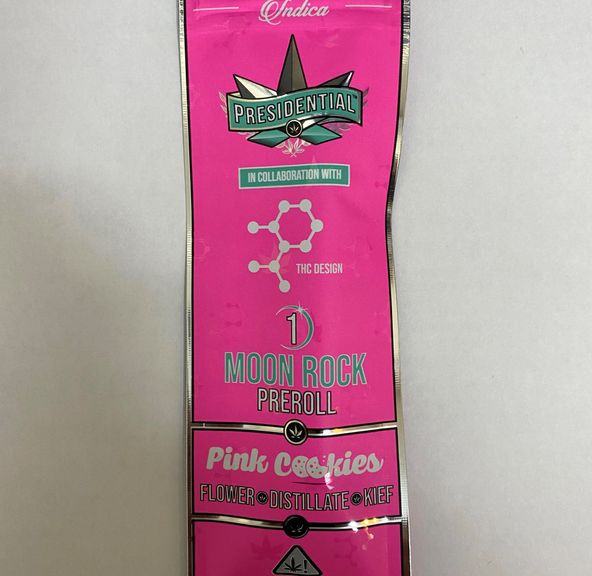 Indica
PRESIDENTIAL
IN COLLABORATION WITH
THC DESIGN
1
MOON ROCK
PREROLL
Pink Cookies
FLOWER DISTILLATE KIEF
!